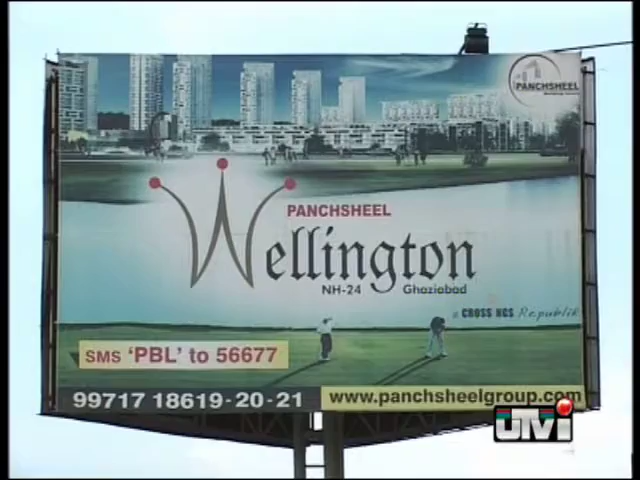 PANCHSHEEL
PANCHSHEEL
Wellington
NH-24 Ghaziabad
a CROSS NCS Republik
SMS 'PBL' to 56677
99717 18619-20-21
www.panchsheelgroup.com
UTVi